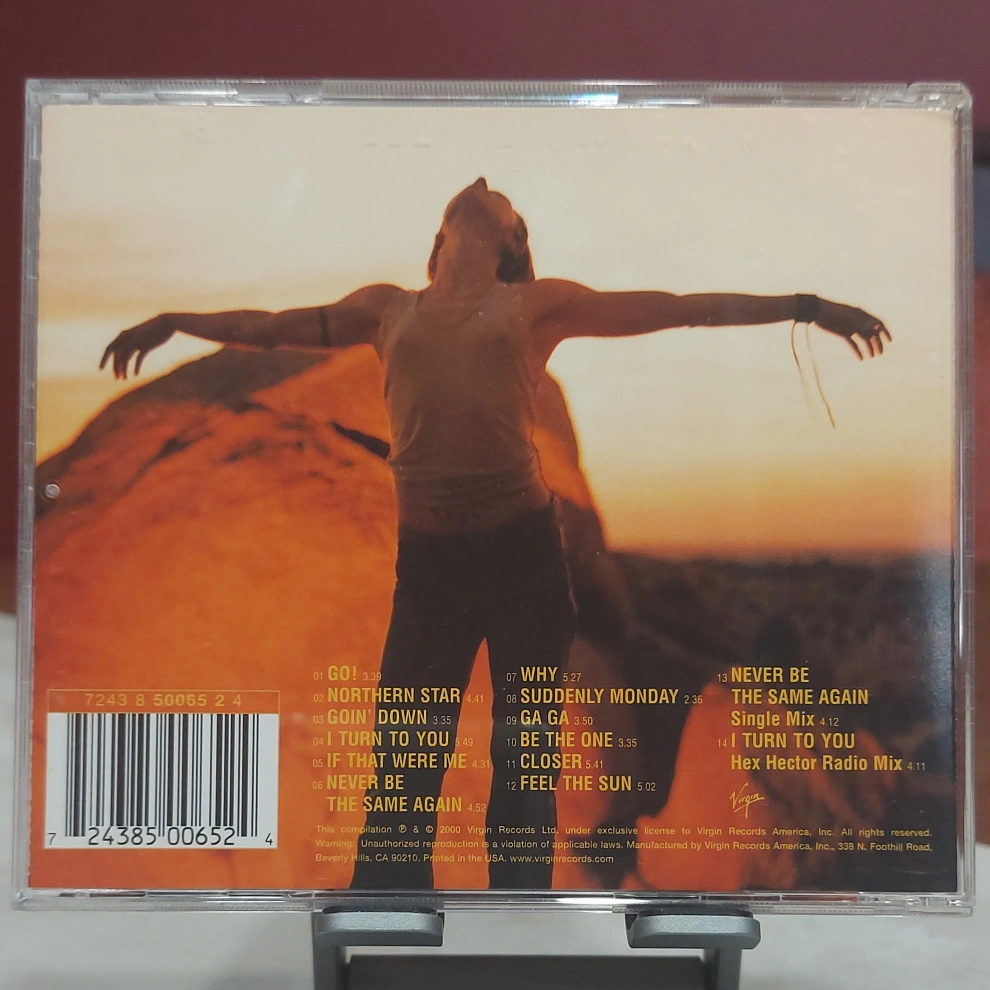 01 GO! 3.39
02 NORTHERN STAR 4.41
03 GOIN' DOWN 3.35
04 I TURN TO YOU 5.49
05 IF THAT WERE ME 4.31
06 NEVER BE
THE SAME AGAIN 4.52
07 WHY 5 27
08 SUDDENLY MONDAY 2.36
09 GA GA 3.50
10 BE THE ONE 3.35
11 CLOSER 5.41
12 FEEL THE SUN 5 02
13 NEVER BE
THE SAME AGAIN
Single Mix 4.12
14 I TURN TO YOU
Hex Hector Radio Mix 4.11
Virgin
7243 8 50065 2 4
7 24385 00652 4
This compilation ℗ & © 2000 Virgin Records Ltd, under exclusive license to Virgin Records America, Inc. All rights reserved.
Warning: Unauthorized reproduction is a violation of applicable laws. Manufactured by Virgin Records America, Inc., 338 N. Foothill Road,
Beverly Hills, CA 90210. Printed in the USA. www.virginrecords.com